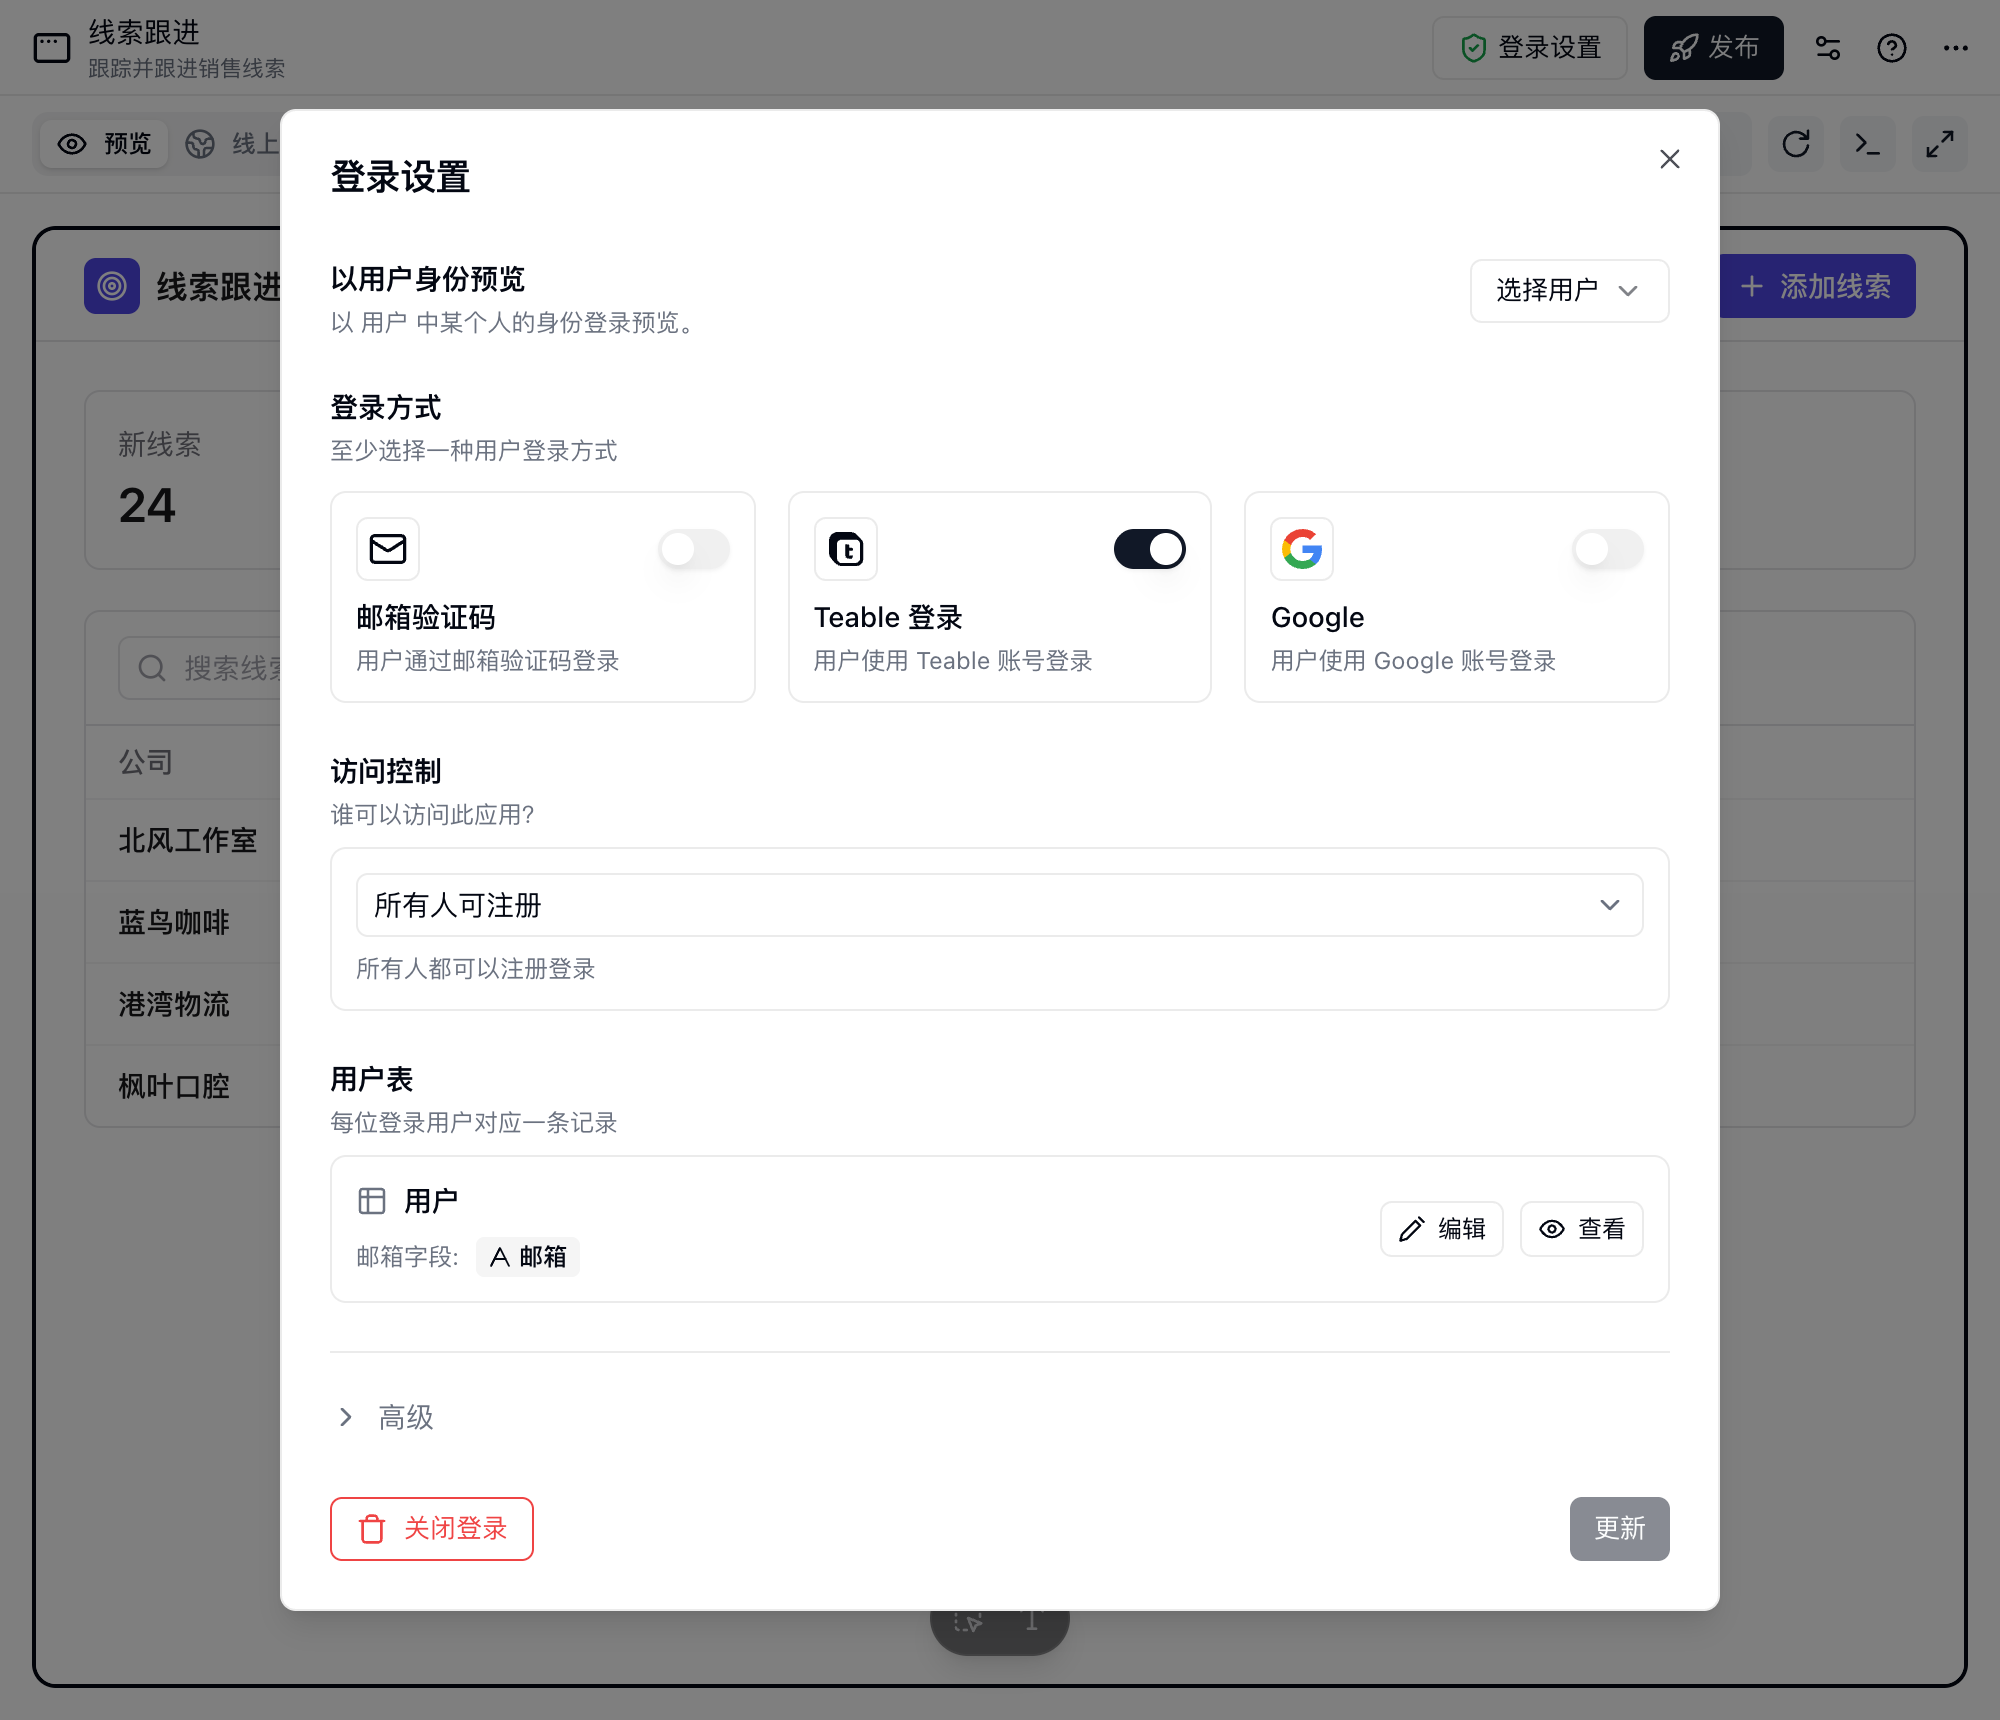 线索跟进
跟踪并跟进销售线索
登录设置
发布
预览
线上
线索跟进
添加线索
新线索
24
搜索线索
公司
北风工作室
蓝鸟咖啡
港湾物流
枫叶口腔
登录设置
以用户身份预览
以 用户 中某个人的身份登录预览。
选择用户
登录方式
至少选择一种用户登录方式
邮箱验证码
用户通过邮箱验证码登录
Teable 登录
用户使用 Teable 账号登录
Google
用户使用 Google 账号登录
访问控制
谁可以访问此应用?
所有人可注册
所有人都可以注册登录
用户表
每位登录用户对应一条记录
用户
邮箱字段: 邮箱
编辑
查看
高级
关闭登录
更新